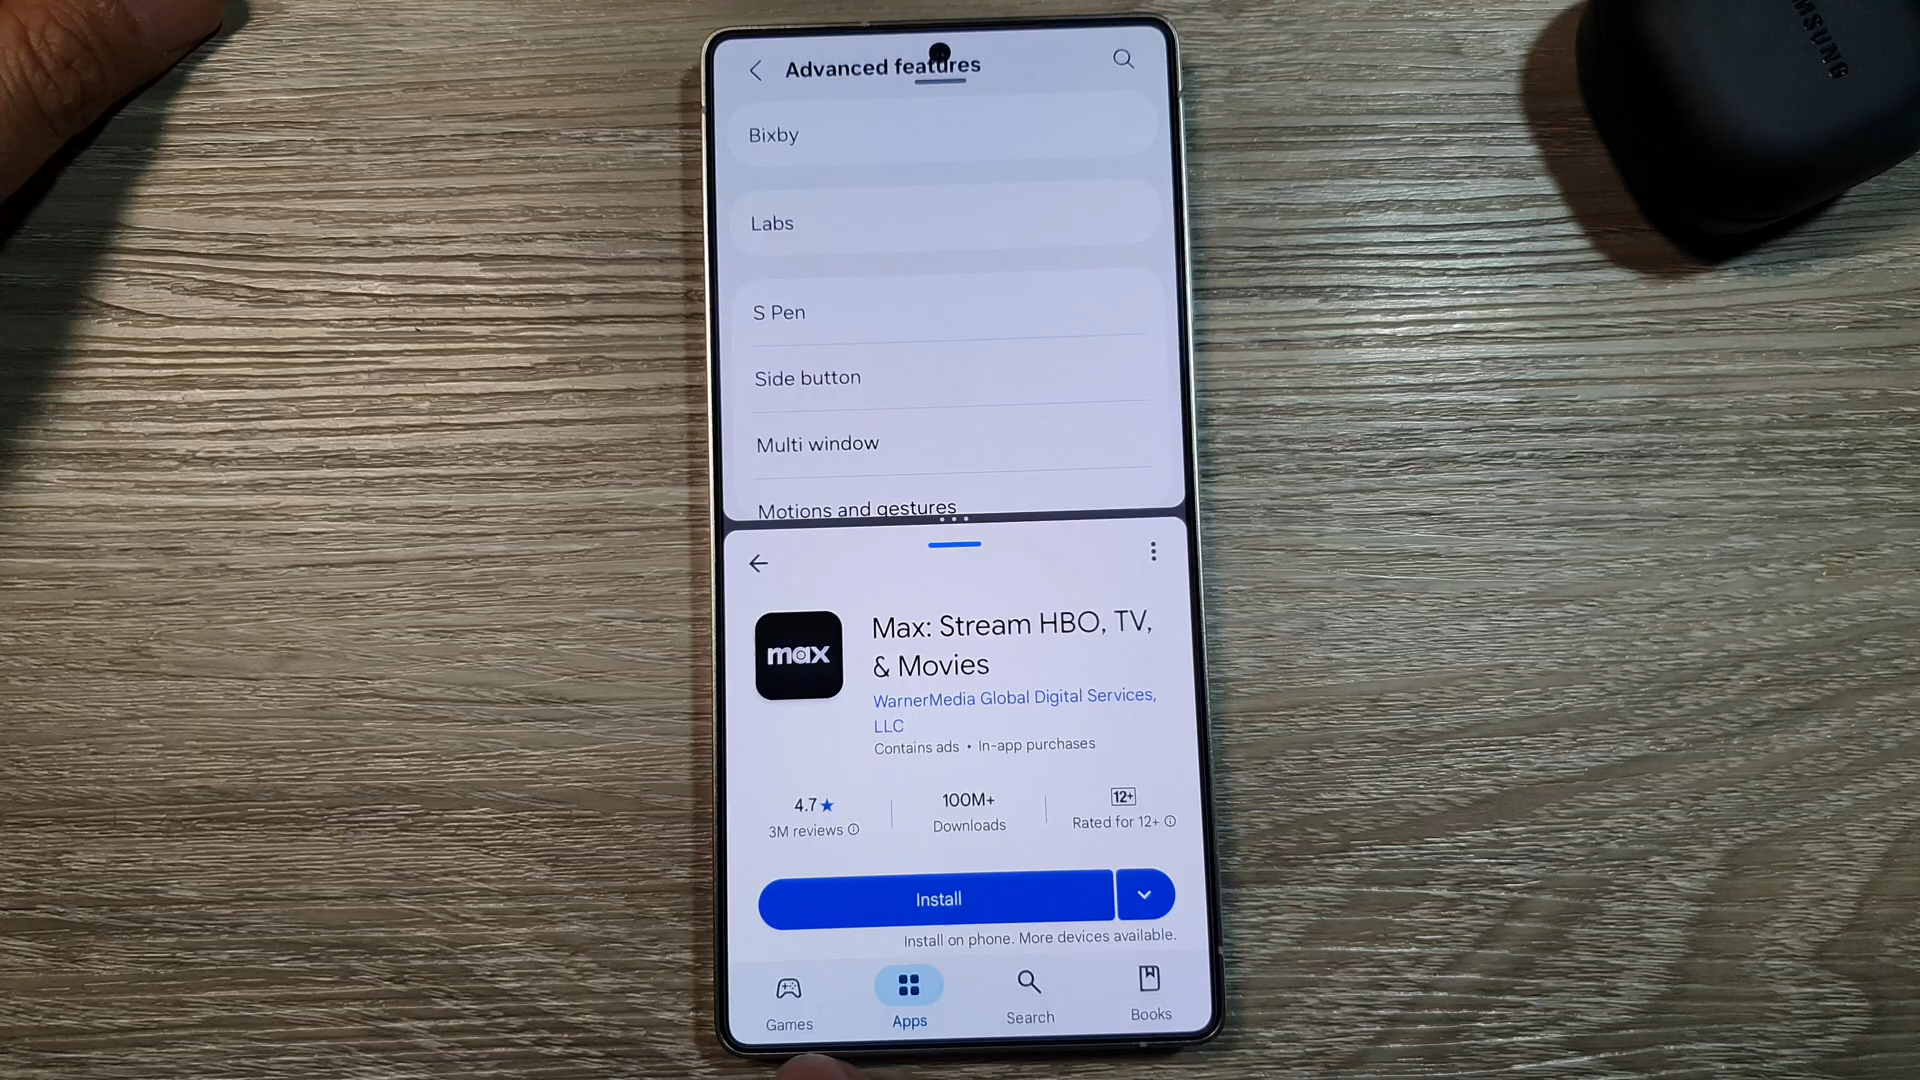 Advanced features
Bixby
Labs
S Pen
Side button
Multi window
Motions and gestures
max
Max: Stream HBO, TV,
& Movies
WarnerMedia Global Digital Services,
LLC
Contains ads • In-app purchases
4.7★
3M reviews
100M+
Downloads
12+
Rated for 12+
Install
Install on phone. More devices available.
Games
Apps
Search
Books
SAMSUNG